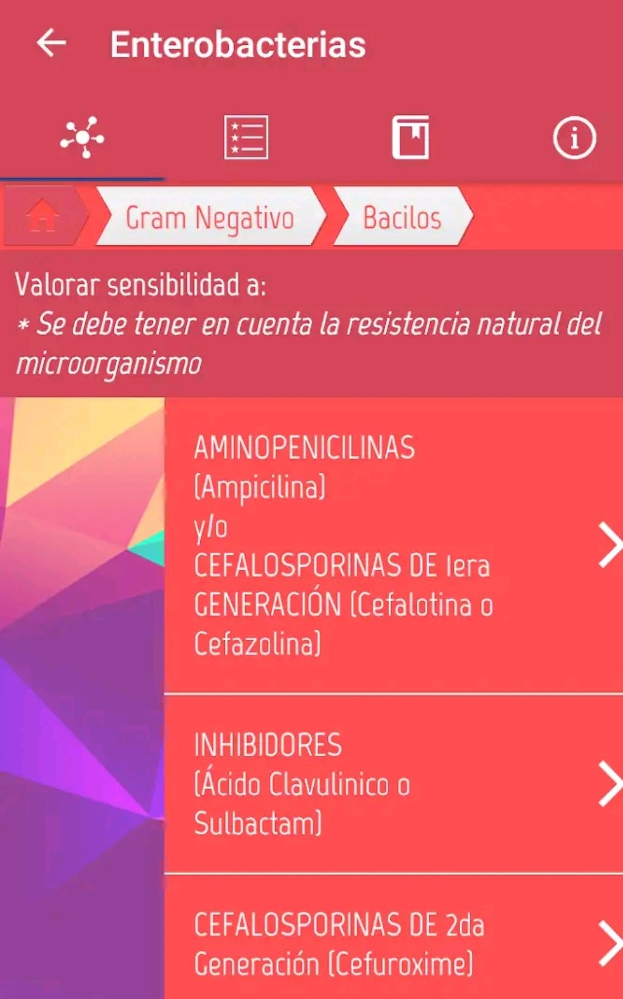 Enterobacterias
Gram Negativo
Bacilos
Valorar sensibilidad a:
* Se debe tener en cuenta la resistencia natural del
microorganismo
AMINOPENICILINAS
(Ampicilina)
y/o
CEFALOSPORINAS DE 1era
GENERACIÓN (Cefalotina o
Cefazolina)
INHIBIDORES
(Ácido Clavulinico o
Sulbactam)
CEFALOSPORINAS DE 2da
Generación (Cefuroxime)